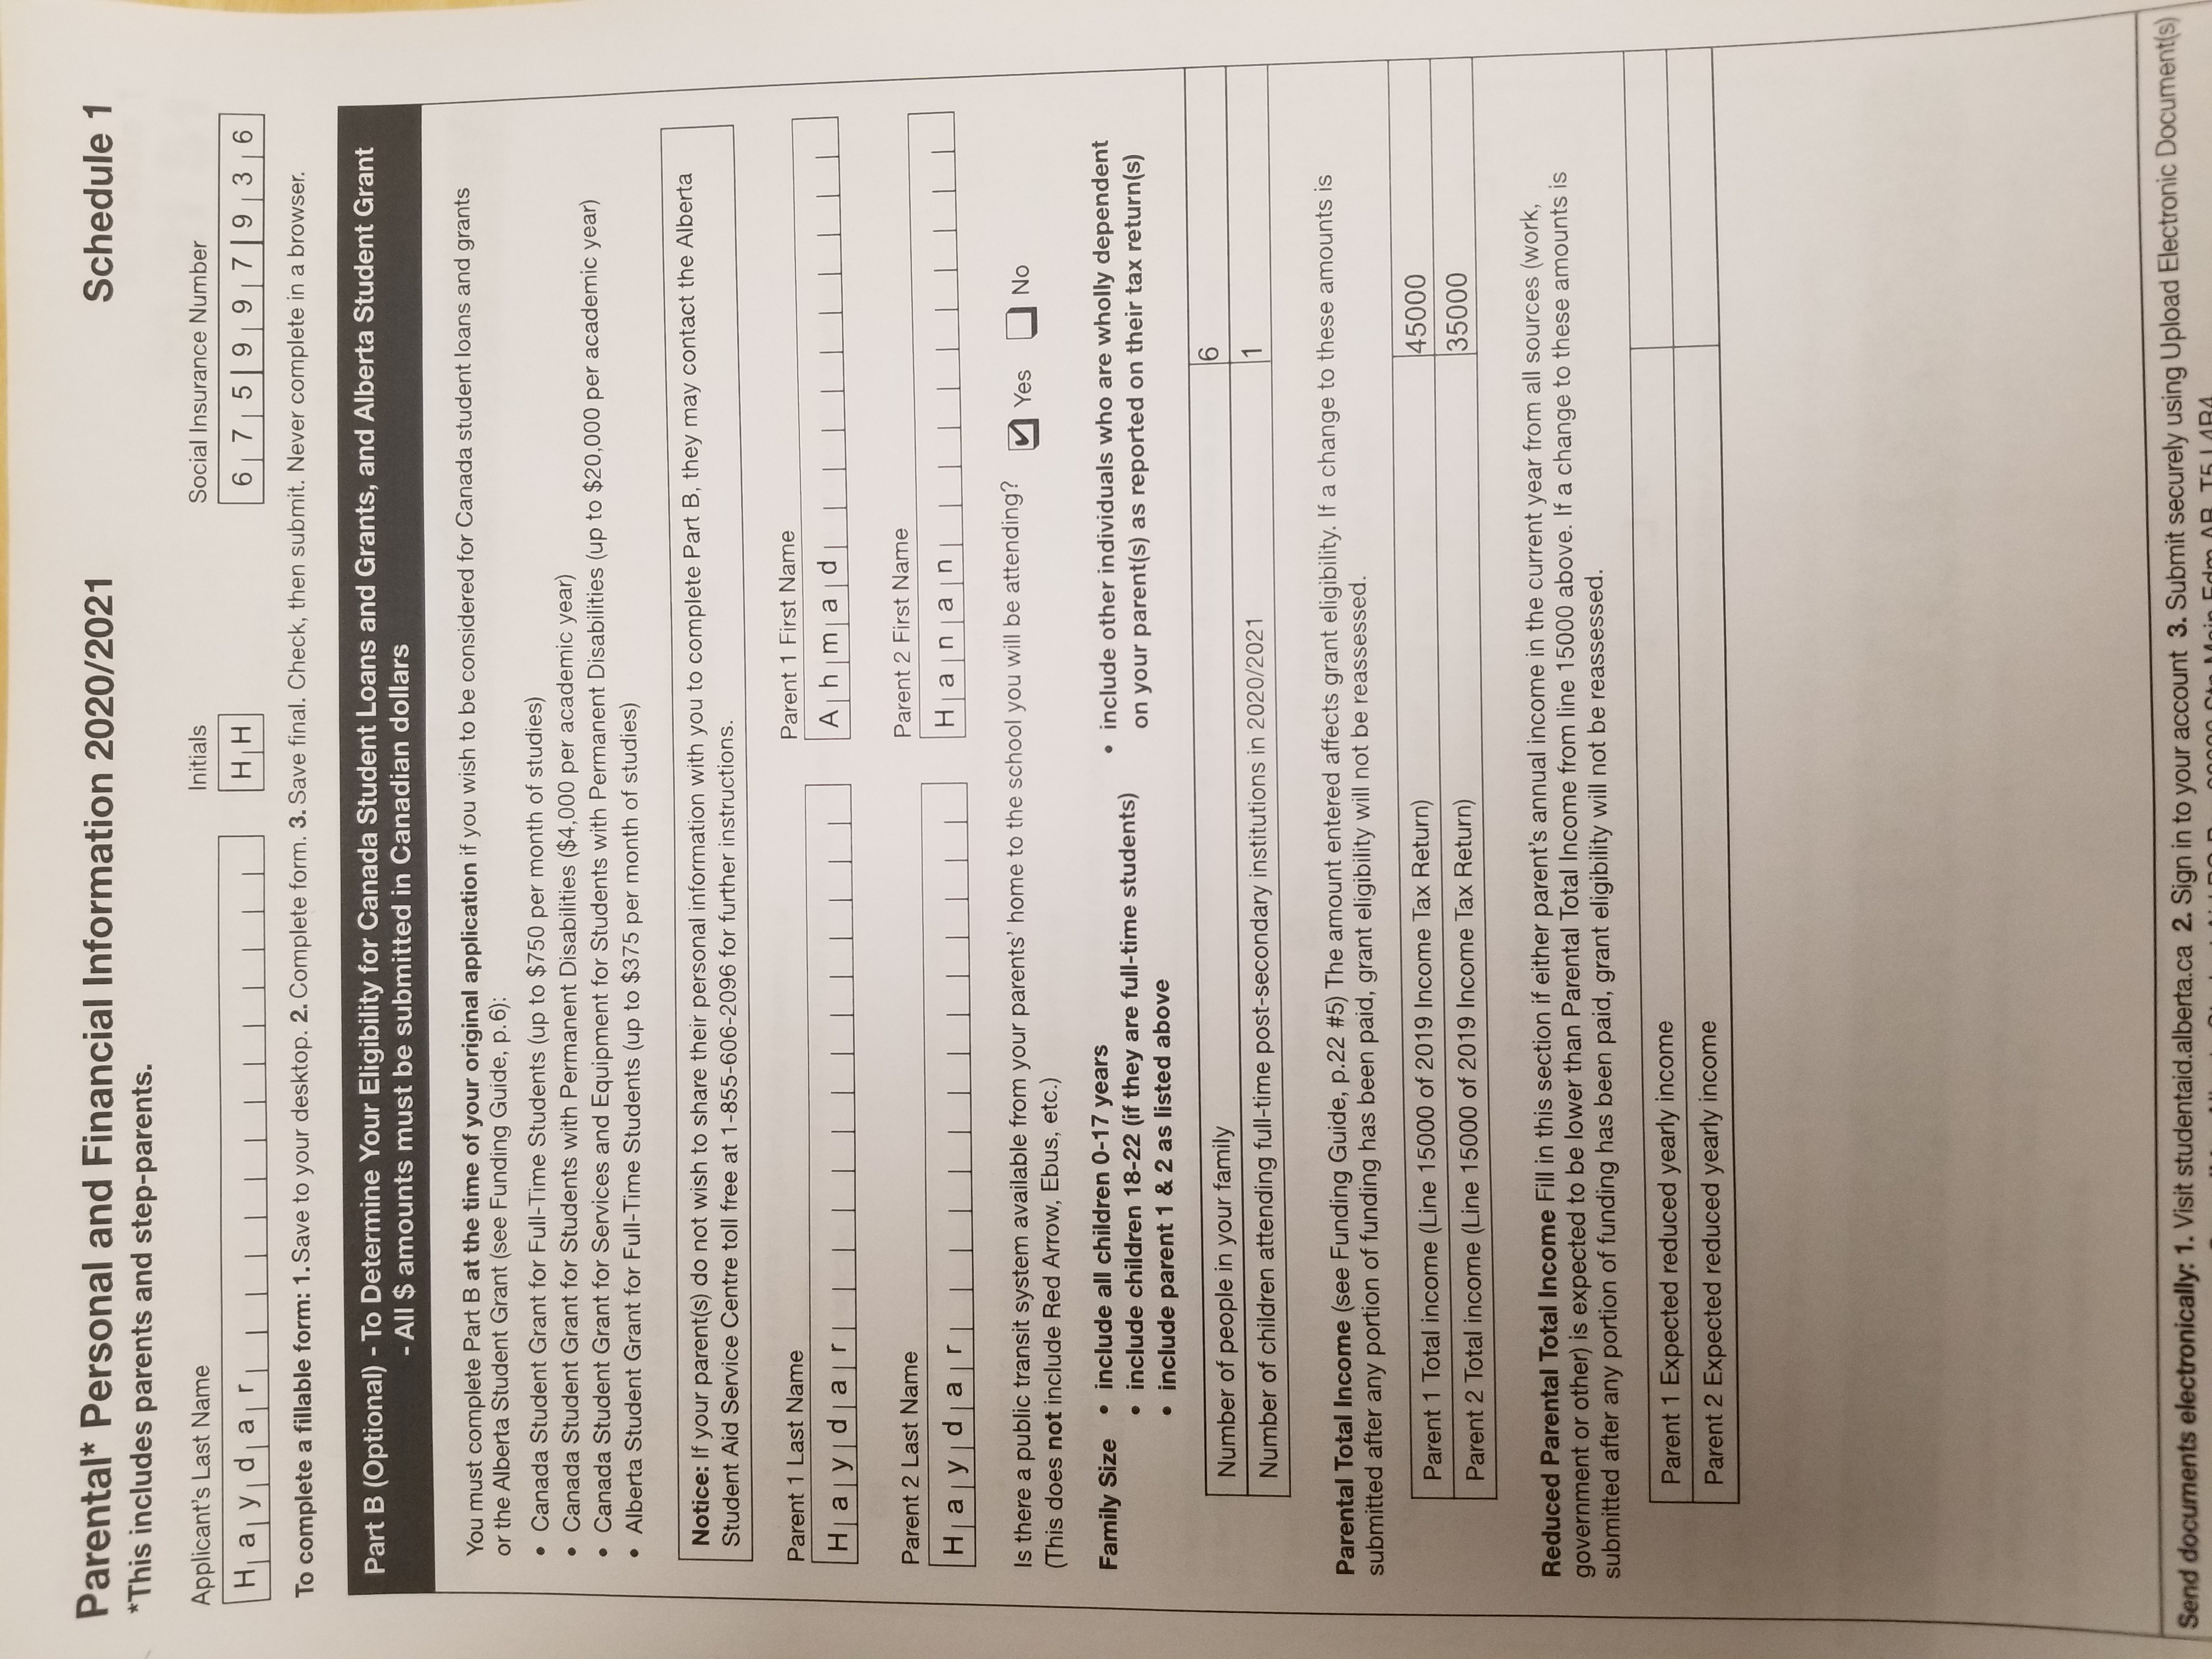 Parental* Personal and Financial Information 2020/2021 Schedule 1
*This includes parents and step-parents.
Applicant's Last Name Initials Social Insurance Number
Haydar HH 675 997 936
To complete a fillable form: 1. Save to your desktop. 2. Complete form. 3. Save final. Check, then submit. Never complete in a browser.
Part B (Optional) - To Determine Your Eligibility for Canada Student Loans and Grants, and Alberta Student Grant
- All $ amounts must be submitted in Canadian dollars
You must complete Part B at the time of your original application if you wish to be considered for Canada student loans and grants
or the Alberta Student Grant (see Funding Guide, p.6):
• Canada Student Grant for Full-Time Students (up to $750 per month of studies)
• Canada Student Grant for Students with Permanent Disabilities ($4,000 per academic year)
• Canada Student Grant for Services and Equipment for Students with Permanent Disabilities (up to $20,000 per academic year)
• Alberta Student Grant for Full-Time Students (up to $375 per month of studies)
Notice: If your parent(s) do not wish to share their personal information with you to complete Part B, they may contact the Alberta
Student Aid Service Centre toll free at 1-855-606-2096 for further instructions.
Parent 1 Last Name Parent 1 First Name
Haydar Ahmad
Parent 2 Last Name Parent 2 First Name
Haydar Hanan
Is there a public transit system available from your parents' home to the school you will be attending? Yes No
(This does not include Red Arrow, Ebus, etc.)
Family Size • include all children 0-17 years
• include children 18-22 (if they are full-time students)
• include parent 1 & 2 as listed above
• include other individuals who are wholly dependent
on your parent(s) as reported on their tax return(s)
Number of people in your family 6
Number of children attending full-time post-secondary institutions in 2020/2021 1
Parental Total Income (see Funding Guide, p.22 #5) The amount entered affects grant eligibility. If a change to these amounts is
submitted after any portion of funding has been paid, grant eligibility will not be reassessed.
Parent 1 Total income (Line 15000 of 2019 Income Tax Return) 45000
Parent 2 Total income (Line 15000 of 2019 Income Tax Return) 35000
Reduced Parental Total Income Fill in this section if either parent's annual income in the current year from all sources (work,
government or other) is expected to be lower than Parental Total Income from line 15000 above. If a change to these amounts is
submitted after any portion of funding has been paid, grant eligibility will not be reassessed.
Parent 1 Expected reduced yearly income
Parent 2 Expected reduced yearly income
Send documents electronically: 1. Visit studentaid.alberta.ca 2. Sign in to your account 3. Submit securely using Upload Electronic Document(s)